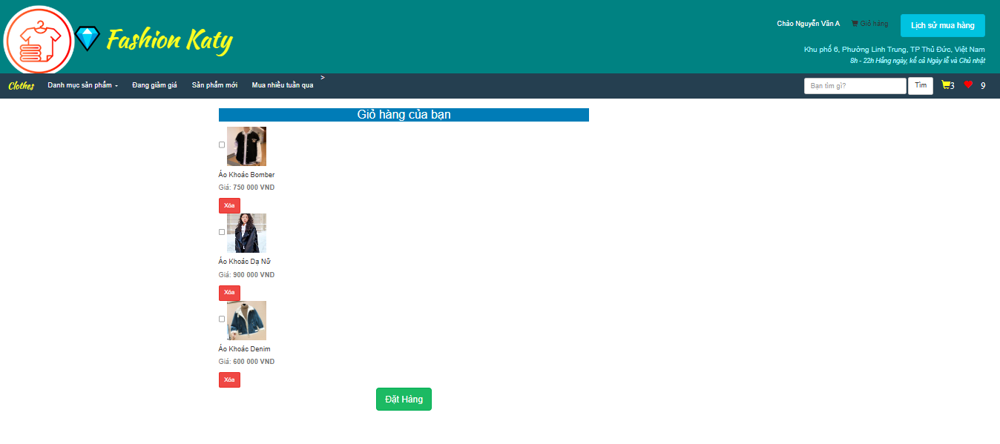 Fashion Katy
Chào Nguyễn Văn A Giỏ hàng Lịch sử mua hàng
Khu phố 6, Phường Linh Trung, TP Thủ Đức, Việt Nam
8h - 22h Hằng ngày, kể cả Ngày lễ và Chủ nhật
Clothes Danh mục sản phẩm Đang giảm giá Sản phẩm mới Mua nhiều tuần qua > Bạn tìm gì? Tìm 3 9
Giỏ hàng của bạn
Áo Khoác Bomber
Giá: 750 000 VND
Xóa
Áo Khoác Dạ Nữ
Giá: 900 000 VND
Xóa
Áo Khoác Denim
Giá: 600 000 VND
Xóa
Đặt Hàng